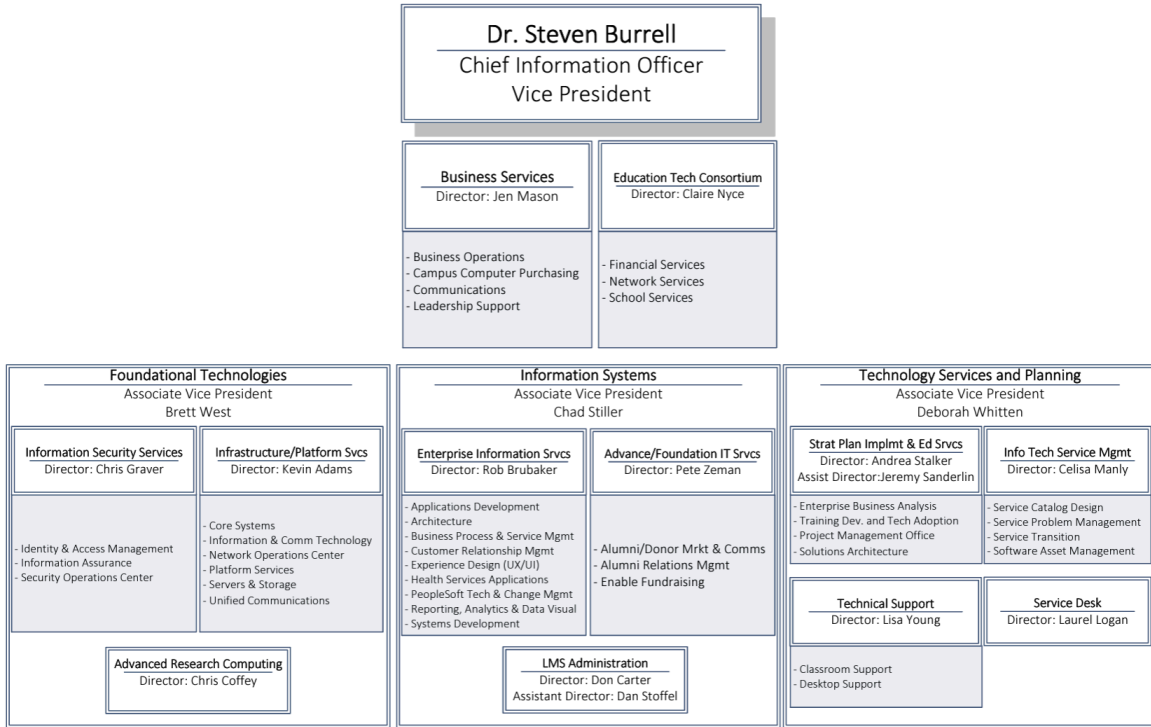 Dr. Steven Burrell
Chief Information Officer
Vice President
Business Services
Director: Jen Mason
- Business Operations
- Campus Computer Purchasing
- Communications
- Leadership Support
Education Tech Consortium
Director: Claire Nyce
- Financial Services
- Network Services
- School Services
Foundational Technologies
Associate Vice President
Brett West
Information Security Services
Director: Chris Graver
- Identity & Access Management
- Information Assurance
- Security Operations Center
Infrastructure/Platform Svcs
Director: Kevin Adams
- Core Systems
- Information & Comm Technology
- Network Operations Center
- Platform Services
- Servers & Storage
- Unified Communications
Advanced Research Computing
Director: Chris Coffey
Information Systems
Associate Vice President
Chad Stiller
Enterprise Information Srvcs
Director: Rob Brubaker
- Applications Development
- Architecture
- Business Process & Service Mgmt
- Customer Relationship Mgmt
- Experience Design (UX/UI)
- Health Services Applications
- PeopleSoft Tech & Change Mgmt
- Reporting, Analytics & Data Visual
- Systems Development
Advance/Foundation IT Srvcs
Director: Pete Zeman
- Alumni/Donor Mrkt & Comms
- Alumni Relations Mgmt
- Enable Fundraising
LMS Administration
Director: Don Carter
Assistant Director: Dan Stoffel
Technology Services and Planning
Associate Vice President
Deborah Whitten
Strat Plan Implmt & Ed Srvcs
Director: Andrea Stalker
Assist Director:Jeremy Sanderlin
- Enterprise Business Analysis
- Training Dev. and Tech Adoption
- Project Management Office
- Solutions Architecture
Info Tech Service Mgmt
Director: Celisa Manly
- Service Catalog Design
- Service Problem Management
- Service Transition
- Software Asset Management
Technical Support
Director: Lisa Young
- Classroom Support
- Desktop Support
Service Desk
Director: Laurel Logan